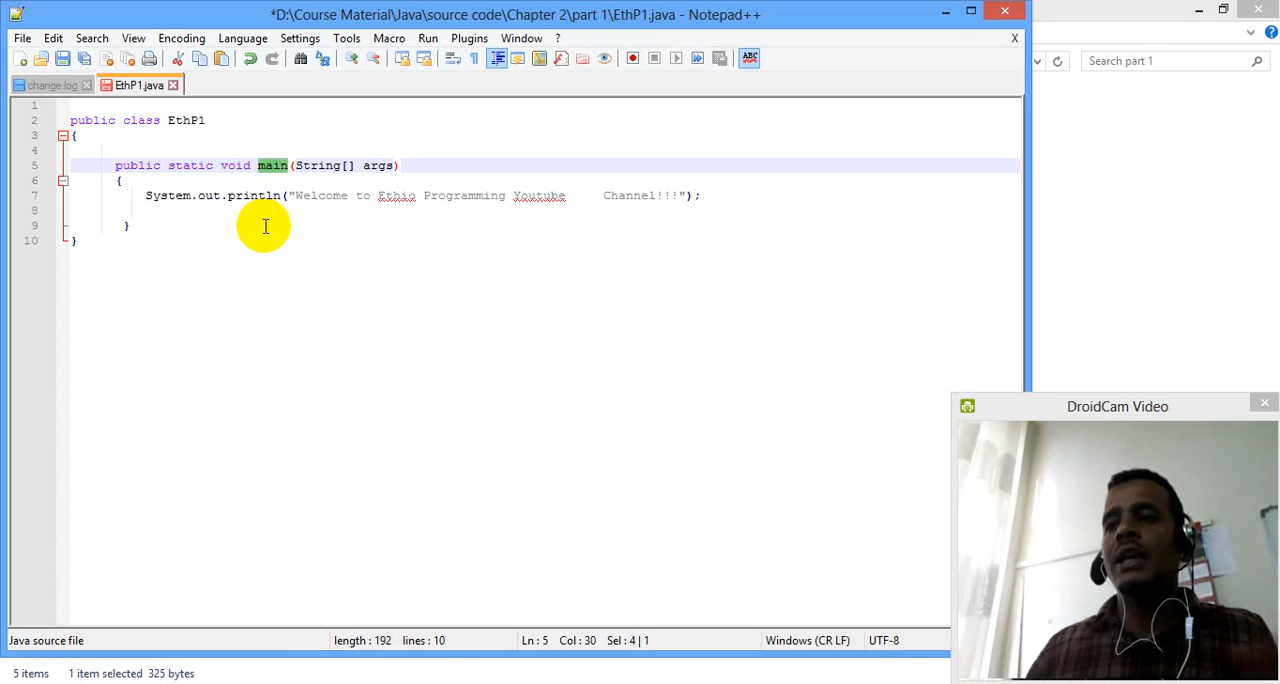 *D:\Course Material\Java\source code\Chapter 2\part 1\EthP1.java - Notepad++
File Edit Search View Encoding Language Settings Tools Macro Run Plugins Window ? X
Search part 1
change.log EthP1.java
1
2 public class EthP1
3 {
4
5 public static void main(String[] args)
6 {
7 System.out.println("Welcome to Ethio Programming Youtube Channel!!!");
8
9 }
10 }
DroidCam Video
Java source file length : 192 lines : 10 Ln : 5 Col : 30 Sel : 4 | 1 Windows (CR LF) UTF-8
5 items 1 item selected 325 bytes